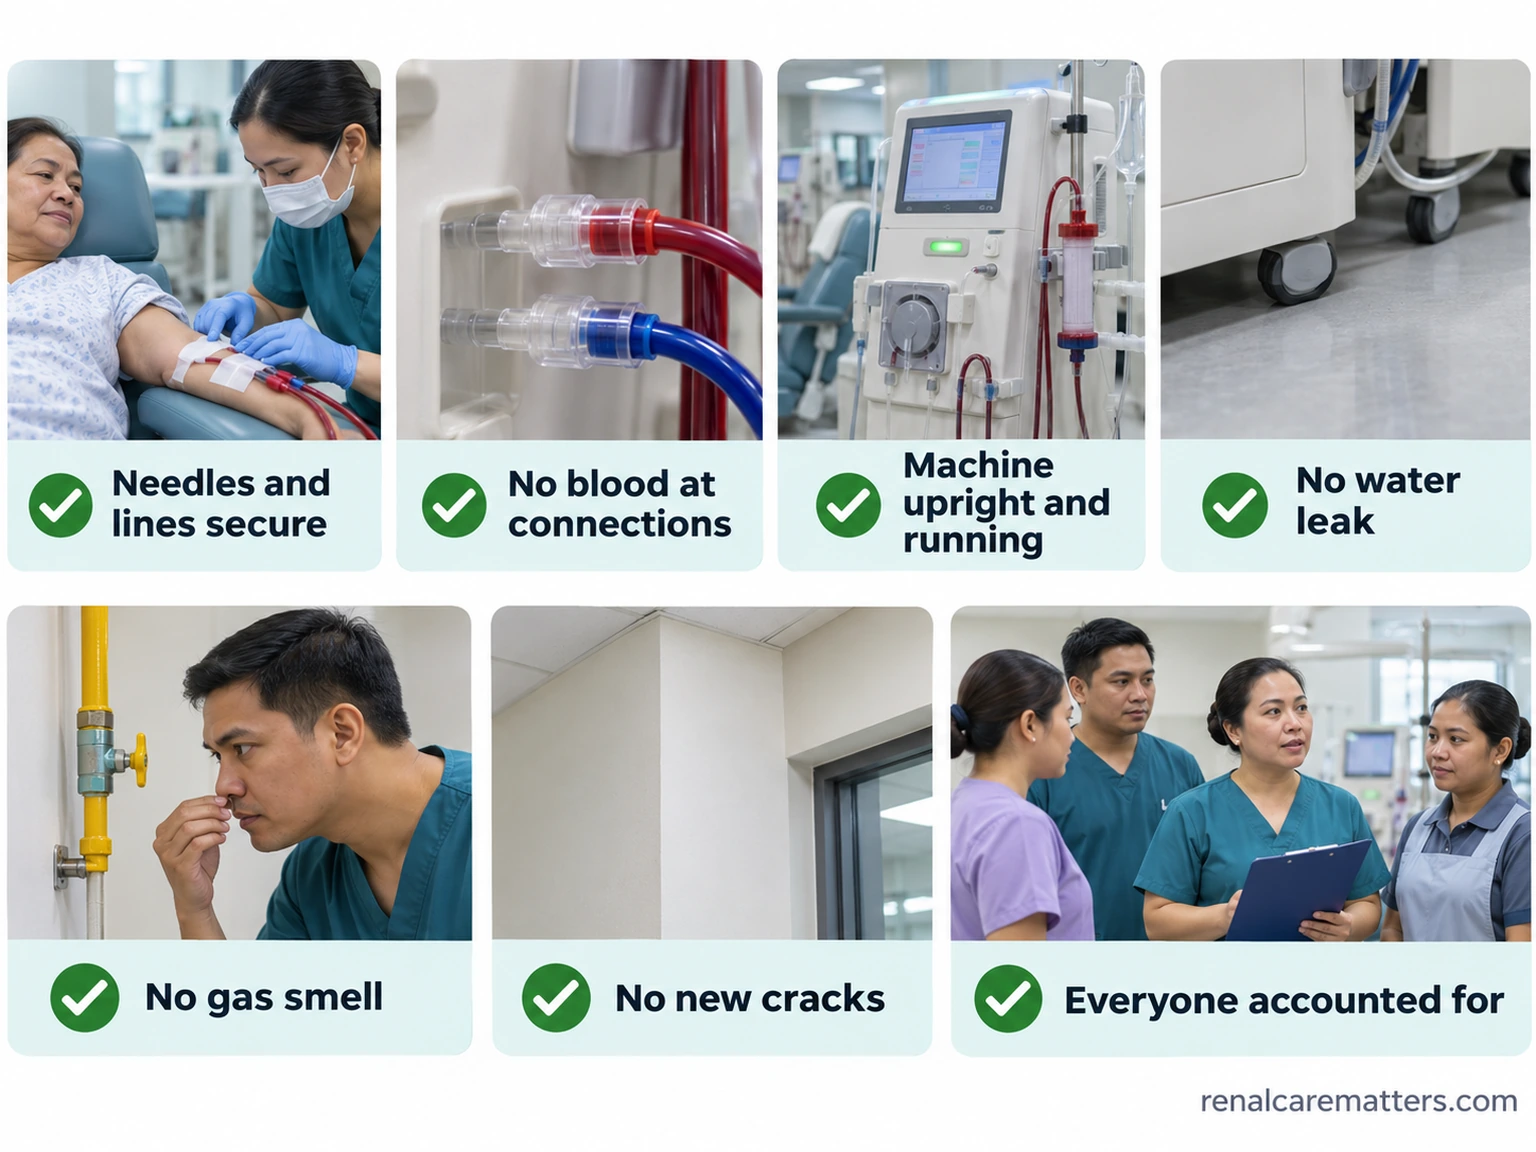 Needles and
lines secure
No blood at
connections
Machine
upright and
running
No water
leak
No gas smell
No new cracks
Everyone accounted for
renalcarematters.com